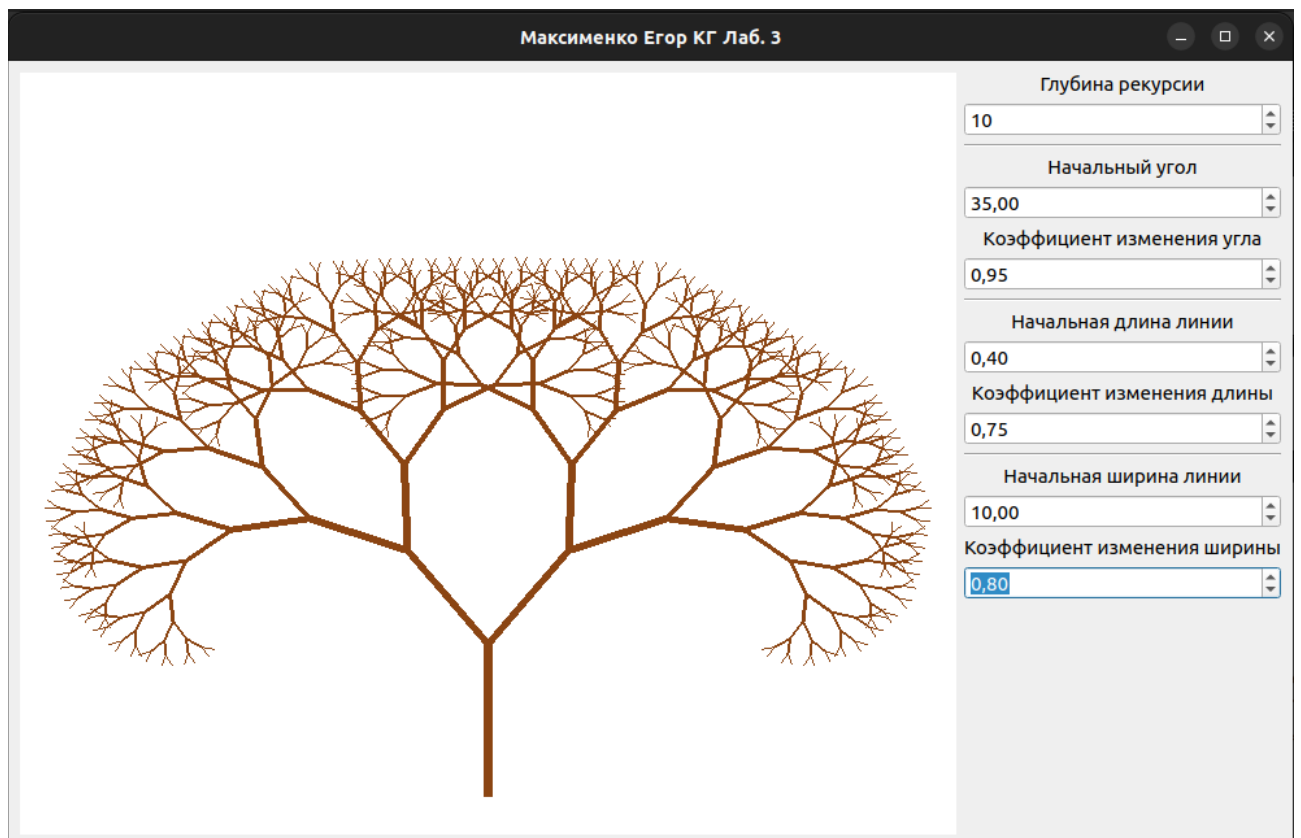 Максименко Егор КГ Лаб. 3
Глубина рекурсии
10
Начальный угол
35,00
Коэффициент изменения угла
0,95
Начальная длина линии
0,40
Коэффициент изменения длины
0,75
Начальная ширина линии
10,00
Коэффициент изменения ширины
0,80